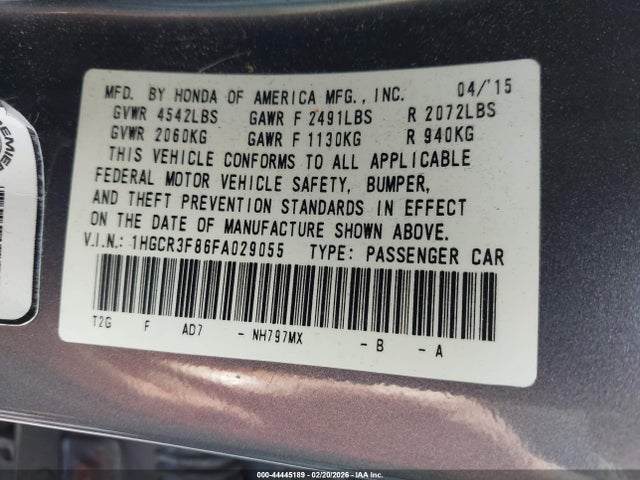 MFD. BY HONDA OF AMERICA MFG., INC. 04/'15
GVWR 4542LBS GAWR F 2491LBS R 2072LBS
GVWR 2060KG GAWR F 1130KG R 940KG
THIS VEHICLE CONFORMS TO ALL APPLICABLE
FEDERAL MOTOR VEHICLE SAFETY, BUMPER,
AND THEFT PREVENTION STANDARDS IN EFFECT
ON THE DATE OF MANUFACTURE SHOWN ABOVE.
V.I.N.: 1HGCR3F86FA029055 TYPE: PASSENGER CAR
T2G F AD7 - NH797MX - B - A
000-44445189 - 02/20/2026 - IAA Inc.